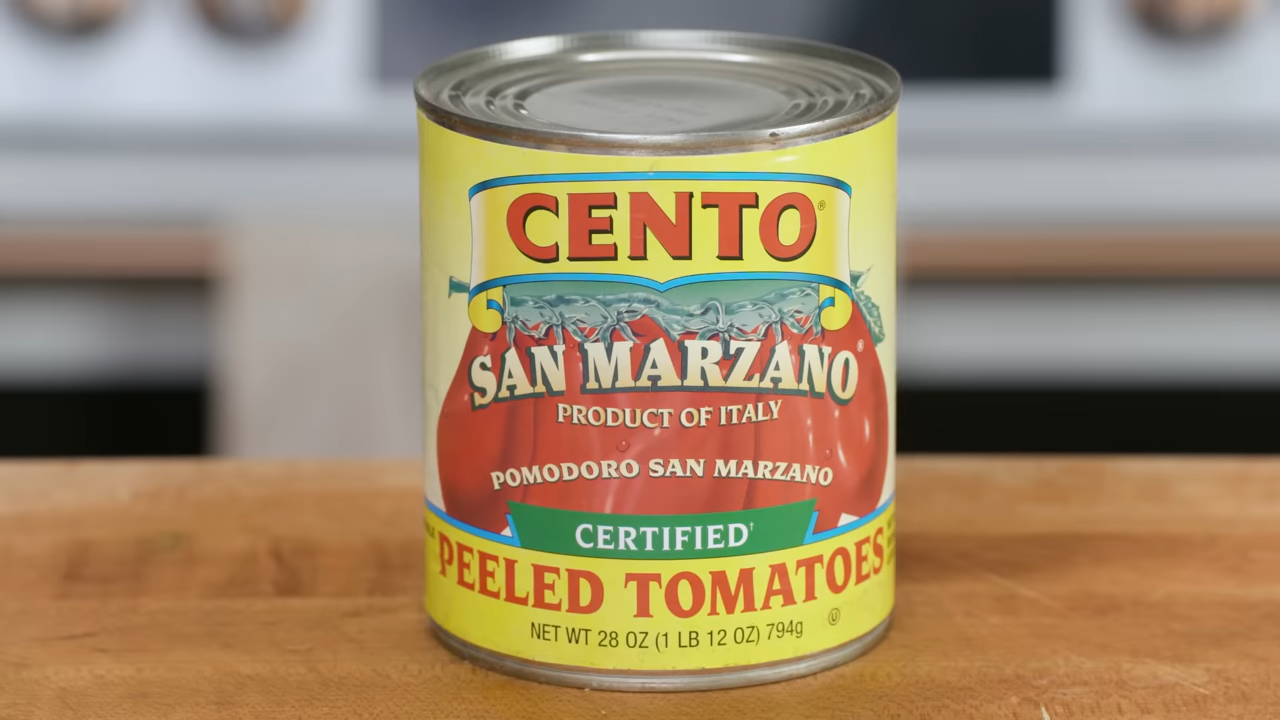 CENTO®
SAN MARZANO®
PRODUCT OF ITALY
POMODORO SAN MARZANO
CERTIFIED†
PEELED TOMATOES
NET WT 28 OZ (1 LB 12 OZ) 794g
U